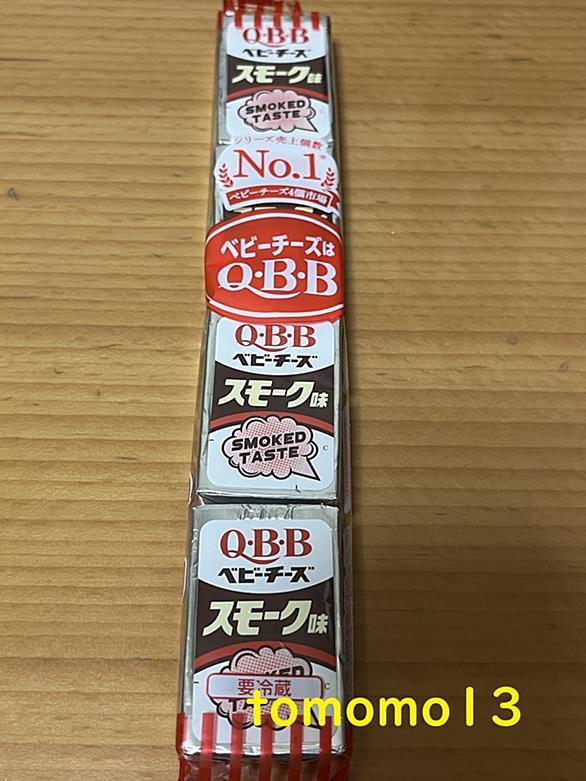 Q·B·B
ベビーチーズ
スモーク味
SMOKED
TASTE
シリーズ売上個数
No.1
ベビーチーズ4個市場
ベビーチーズは
Q·B·B
Q·B·B
ベビーチーズ
スモーク味
SMOKED
TASTE
Q·B·B
ベビーチーズ
スモーク味
SMOKED
要冷蔵
tomomo13